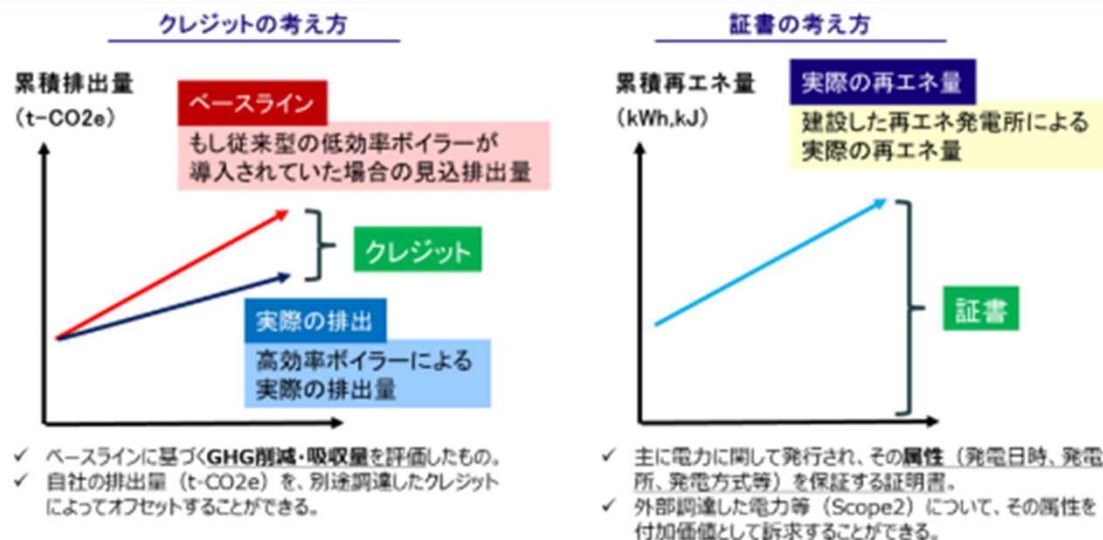 クレジットの考え方
累積排出量
(t-CO2e)
ベースライン
もし従来型の低効率ボイラーが
導入されていた場合の見込排出量
クレジット
実際の排出
高効率ボイラーによる
実際の排出量
✓ ベースラインに基づくGHG削減・吸収量を評価したもの。
✓ 自社の排出量（t-CO2e）を、別途調達したクレジット
によってオフセットすることができる。
証書の考え方
累積再エネ量
(kWh,kJ)
実際の再エネ量
建設した再エネ発電所による
実際の再エネ量
証書
✓ 主に電力に関して発行され、その属性（発電日時、発電
所、発電方式等）を保証する証明書。
✓ 外部調達した電力等（Scope2）について、その属性を
付加価値として訴求することができる。